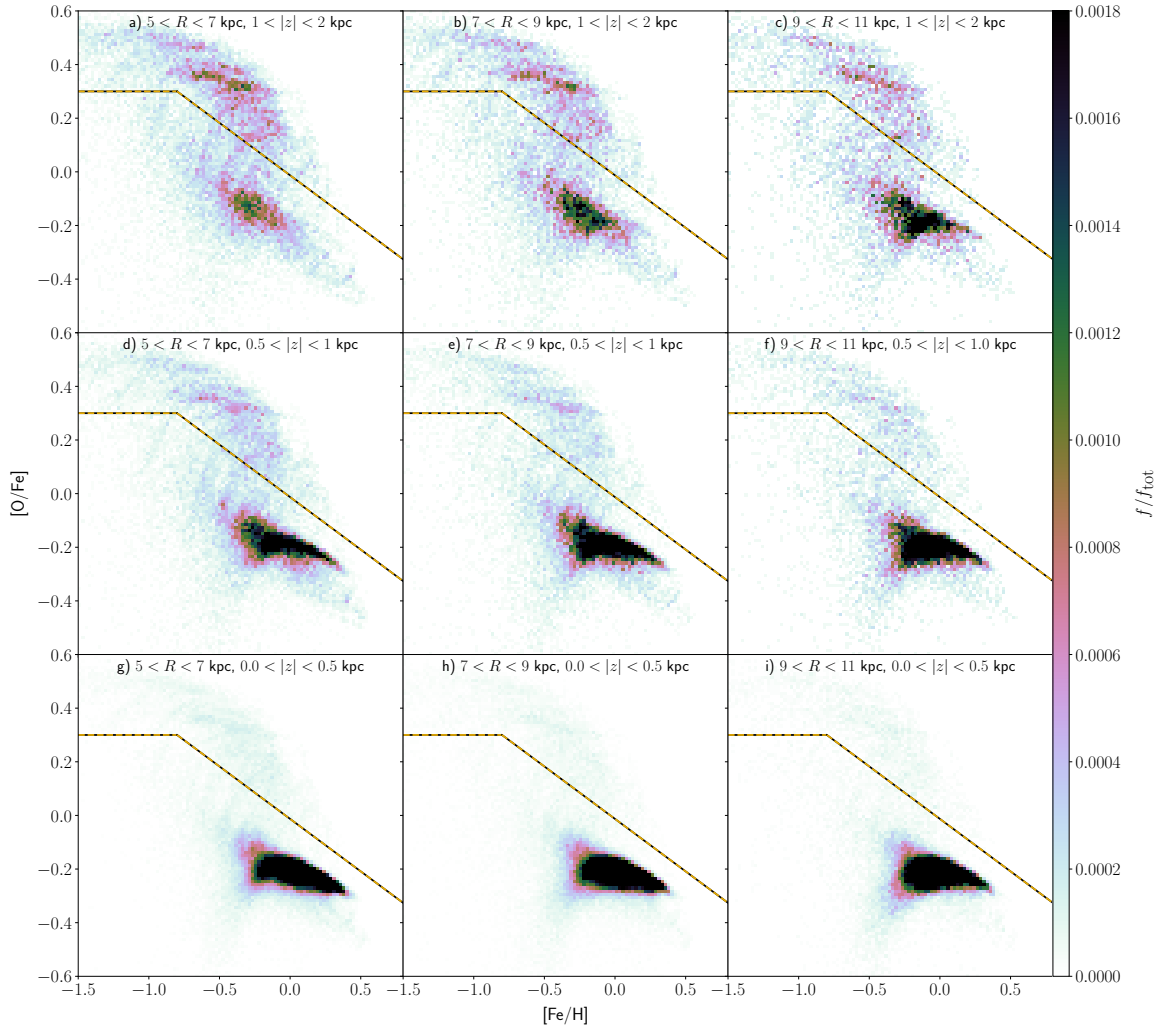 a) 5 < R < 7 kpc, 1 < |z| < 2 kpc
b) 7 < R < 9 kpc, 1 < |z| < 2 kpc
c) 9 < R < 11 kpc, 1 < |z| < 2 kpc
0.6
0.4
0.2
0.0
−0.2
−0.4
d) 5 < R < 7 kpc, 0.5 < |z| < 1 kpc
e) 7 < R < 9 kpc, 0.5 < |z| < 1 kpc
f) 9 < R < 11 kpc, 0.5 < |z| < 1.0 kpc
0.6
0.4
0.2
0.0
−0.2
−0.4
[O/Fe]
g) 5 < R < 7 kpc, 0.0 < |z| < 0.5 kpc
h) 7 < R < 9 kpc, 0.0 < |z| < 0.5 kpc
i) 9 < R < 11 kpc, 0.0 < |z| < 0.5 kpc
0.6
0.4
0.2
0.0
−0.2
−0.4
−0.6
−1.5 −1.0 −0.5 0.0 0.5 −1.5 −1.0 −0.5 0.0 0.5 −1.5 −1.0 −0.5 0.0 0.5
[Fe/H]
0.0018
0.0016
0.0014
0.0012
0.0010
0.0008
0.0006
0.0004
0.0002
0.0000
f/f_tot